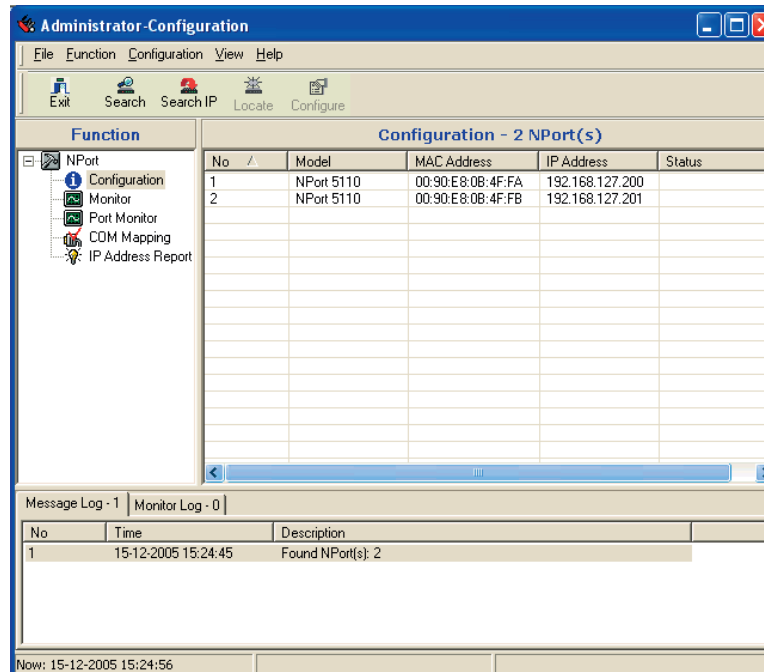 Administrator-Configuration
File Function Configuration View Help
Exit Search Search IP Locate Configure
Function
Configuration - 2 NPort(s)
NPort
Configuration
Monitor
Port Monitor
COM Mapping
IP Address Report
No Model MAC Address IP Address Status
1 NPort 5110 00:90:E8:0B:4F:FA 192.168.127.200
2 NPort 5110 00:90:E8:0B:4F:FB 192.168.127.201
Message Log - 1 Monitor Log - 0
No Time Description
1 15-12-2005 15:24:45 Found NPort(s): 2
Now: 15-12-2005 15:24:56